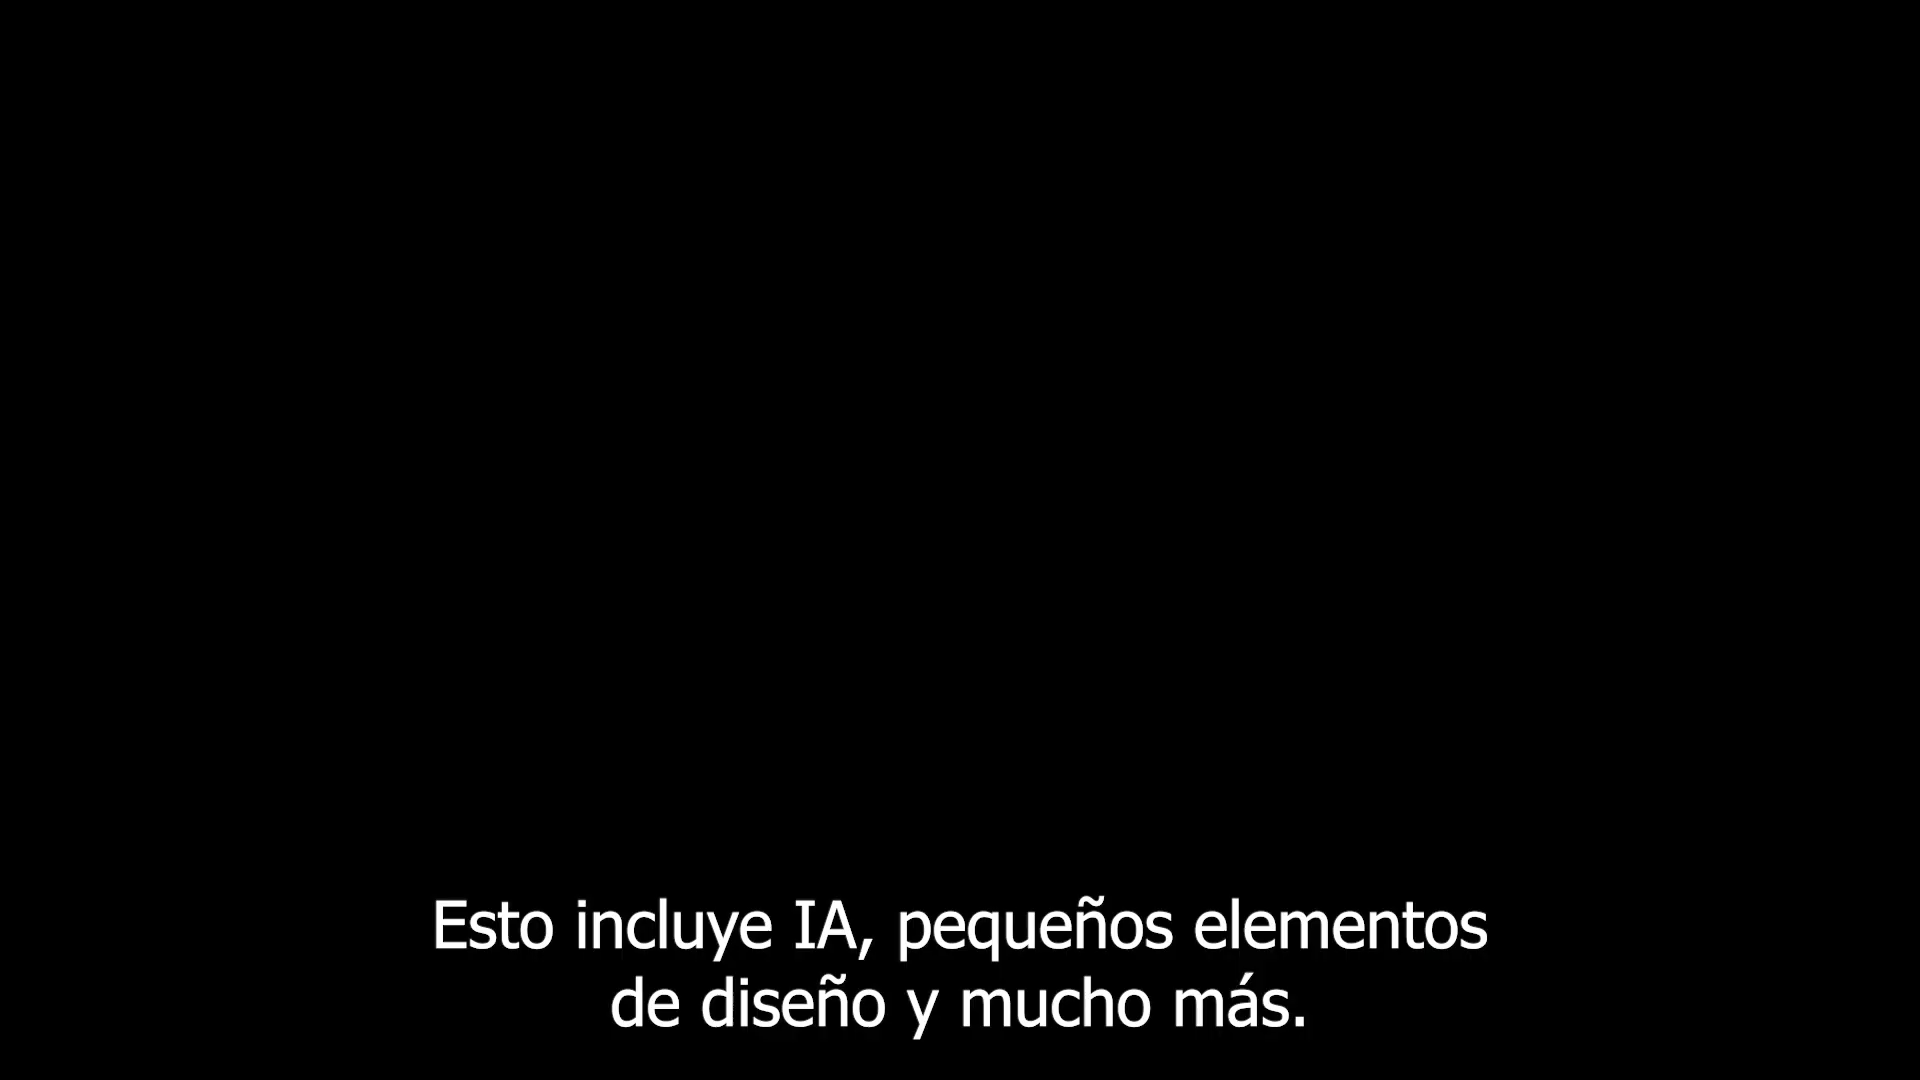 Esto incluye IA, pequeños elementos
de diseño y mucho más.